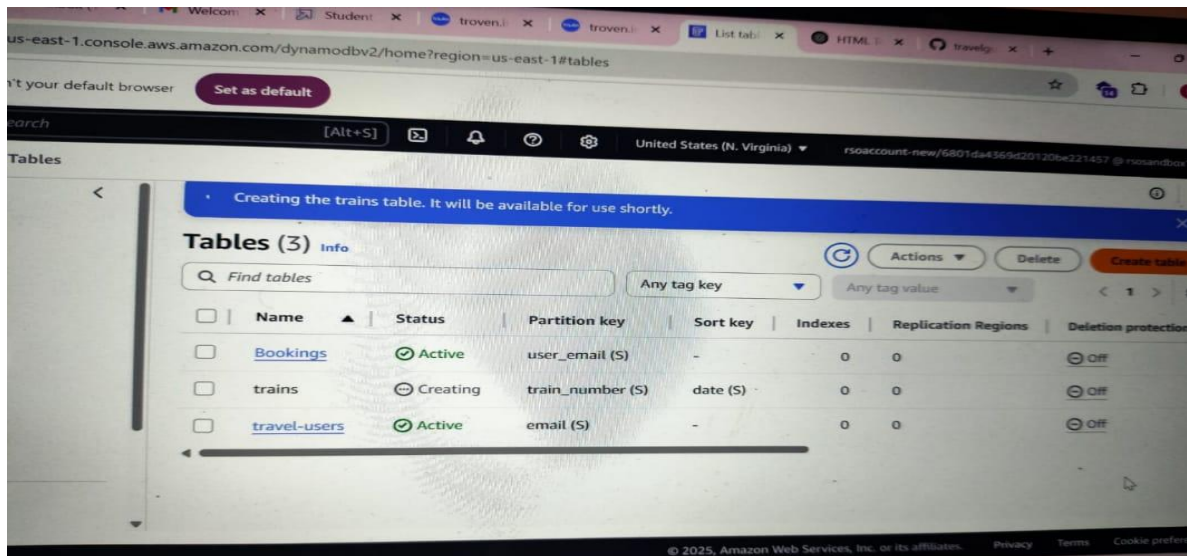 Welcom × Student × troven.i × troven.i × List tabl × HTML × travelg × +
us-east-1.console.aws.amazon.com/dynamodbv2/home?region=us-east-1#tables
't your default browser Set as default
earch [Alt+S] United States (N. Virginia) ▼ rsoaccount-new/6801da4369d20120be221457 @ rsosandbox
Tables
Creating the trains table. It will be available for use shortly.
Tables (3) Info Actions ▼ Delete Create table
Find tables Any tag key Any tag value < 1 >
Name Status Partition key Sort key Indexes Replication Regions Deletion protection
Bookings Active user_email (S) - 0 0 Off
trains Creating train_number (S) date (S) 0 0 Off
travel-users Active email (S) - 0 0 Off
© 2025, Amazon Web Services, Inc. or its affiliates. Privacy Terms Cookie prefer